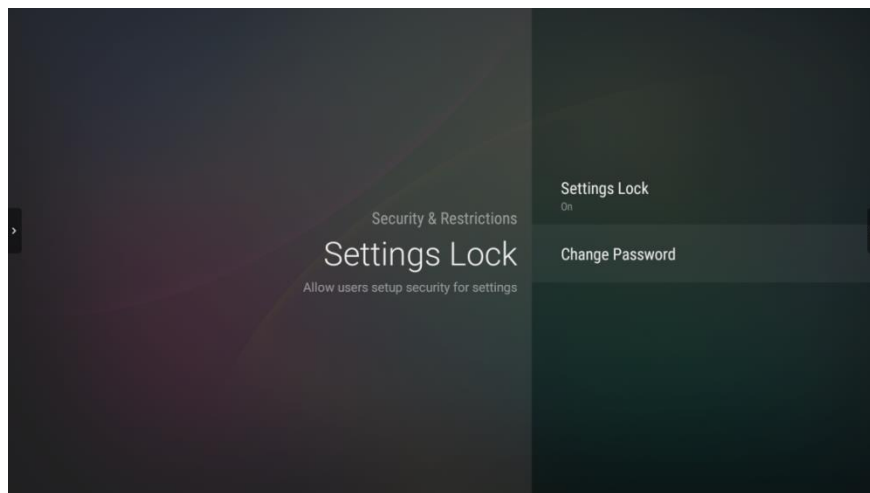 Security & Restrictions
Settings Lock
Allow users setup security for settings
Settings Lock
On
Change Password